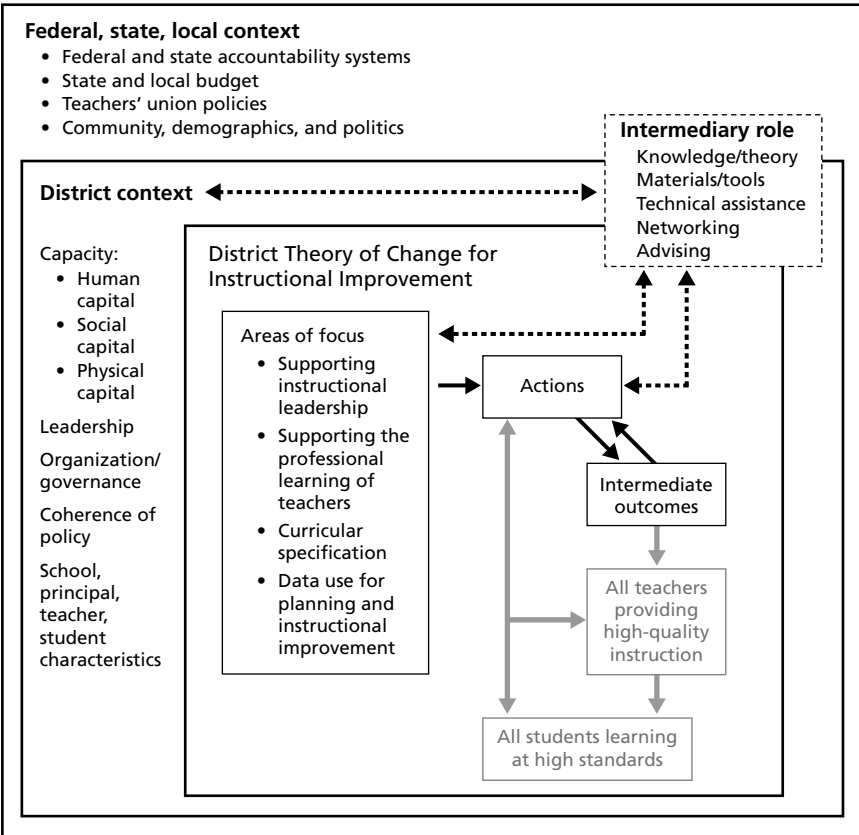 Federal, state, local context
• Federal and state accountability systems
• State and local budget
• Teachers’ union policies
• Community, demographics, and politics
Intermediary role
Knowledge/theory
Materials/tools
Technical assistance
Networking
Advising
District context
Capacity:
• Human
capital
• Social
capital
• Physical
capital
Leadership
Organization/
governance
Coherence of
policy
School,
principal,
teacher,
student
characteristics
District Theory of Change for
Instructional Improvement
Areas of focus
• Supporting
instructional
leadership
• Supporting the
professional
learning of
teachers
• Curricular
specification
• Data use for
planning and
instructional
improvement
Actions
Intermediate
outcomes
All teachers
providing
high-quality
instruction
All students learning
at high standards